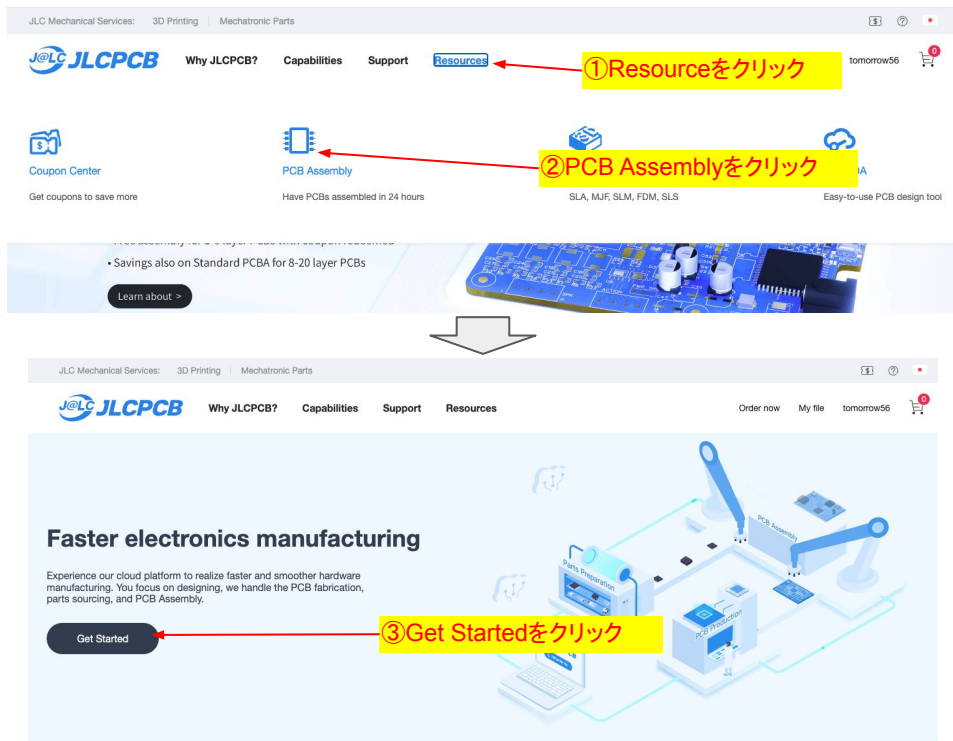 JLC Mechanical Services: 3D Printing Mechatronic Parts
J@LC JLCPCB Why JLCPCB? Capabilities Support Resources ①Resourceをクリック tomorrow56 0
②PCB Assemblyをクリック
Coupon Center PCB Assembly DA
Get coupons to save more Have PCBs assembled in 24 hours SLA, MJF, SLM, FDM, SLS Easy-to-use PCB design tool
• Savings also on Standard PCBA for 8-20 layer PCBs
Learn about >
JLC Mechanical Services: 3D Printing Mechatronic Parts
J@LC JLCPCB Why JLCPCB? Capabilities Support Resources Order now My file tomorrow56 0
PCB Assembly
Faster electronics manufacturing
Parts Preparation
Experience our cloud platform to realize faster and smoother hardware
manufacturing. You focus on designing, we handle the PCB fabrication,
parts sourcing, and PCB Assembly.
PCB Production
Get Started ③Get Startedをクリック